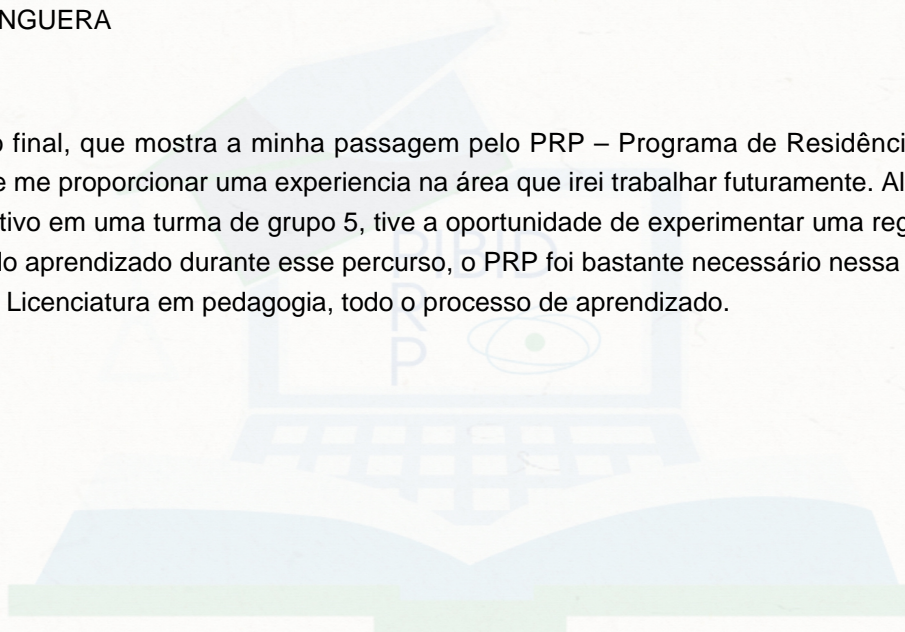 NGUERA
o final, que mostra a minha passagem pelo PRP – Programa de Residênci
e me proporcionar uma experiencia na área que irei trabalhar futuramente. Al
tivo em uma turma de grupo 5, tive a oportunidade de experimentar uma reg
do aprendizado durante esse percurso, o PRP foi bastante necessário nessa
Licenciatura em pedagogia, todo o processo de aprendizado.
PIBID
R
P